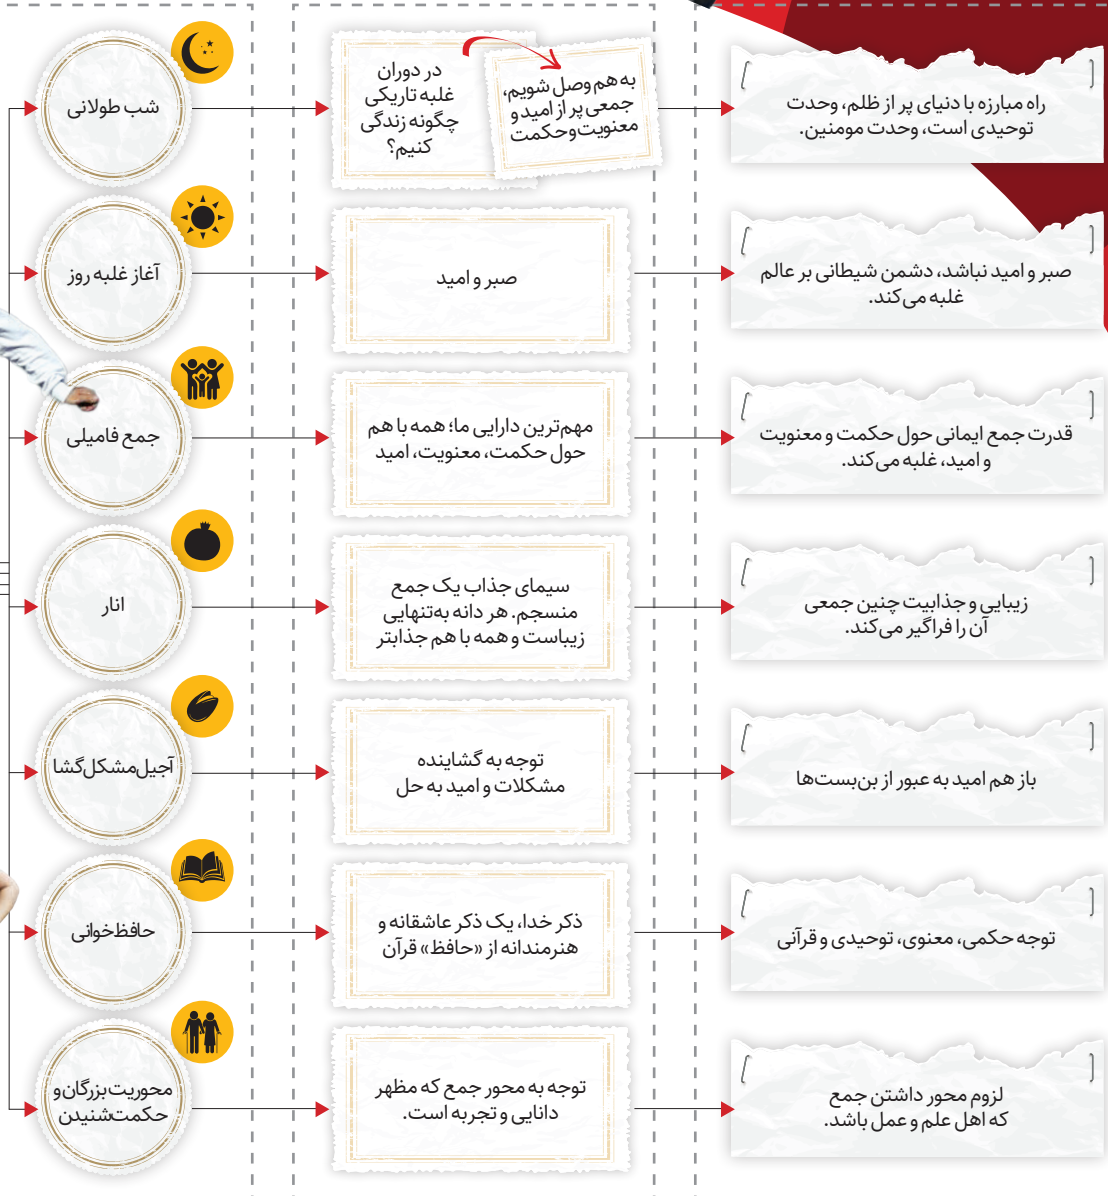 شب طولانی
در دوران
غلبه تاریکی
چگونه زندگی
کنیم؟
به هم وصل شویم،
جمعی پر از امید و
معنویت و حکمت
راه مبارزه با دنیای پر از ظلم، وحدت
توحیدی است، وحدت مومنین.
آغاز غلبه روز
صبر و امید
صبر و امید نباشد، دشمن شیطانی بر عالم
غلبه می‌کند.
جمع فامیلی
مهم‌ترین دارایی ما؛ همه با هم
حول حکمت، معنویت، امید
قدرت جمع ایمانی حول حکمت و معنویت
و امید، غلبه می‌کند.
انار
سیمای جذاب یک جمع
منسجم. هر دانه به‌تنهایی
زیباست و همه با هم جذابتر
زیبایی و جذابیت چنین جمعی
آن را فراگیر می‌کند.
آجیل‌مشکل‌گشا
توجه به گشاینده
مشکلات و امید به حل
باز هم امید به عبور از بن‌بست‌ها
حافظ‌خوانی
ذکر خدا، یک ذکر عاشقانه و
هنرمندانه از «حافظ» قرآن
توجه حکمی، معنوی، توحیدی و قرآنی
محوریت‌بزرگان‌و
حکمت‌شنیدن
توجه به محور جمع که مظهر
دانایی و تجربه است.
لزوم محور داشتن جمع
که اهل علم و عمل باشد.